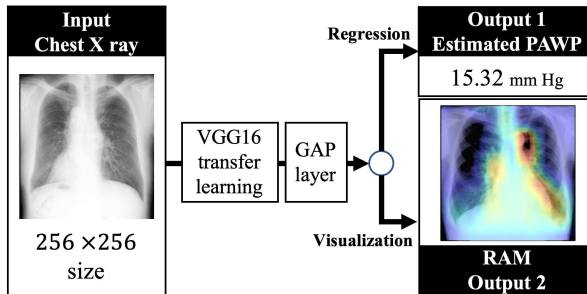 Input
Chest X ray
256 ×256
size
VGG16
transfer
learning
GAP
layer
Regression
Visualization
Output 1
Estimated PAWP
15.32 mm Hg
RAM
Output 2